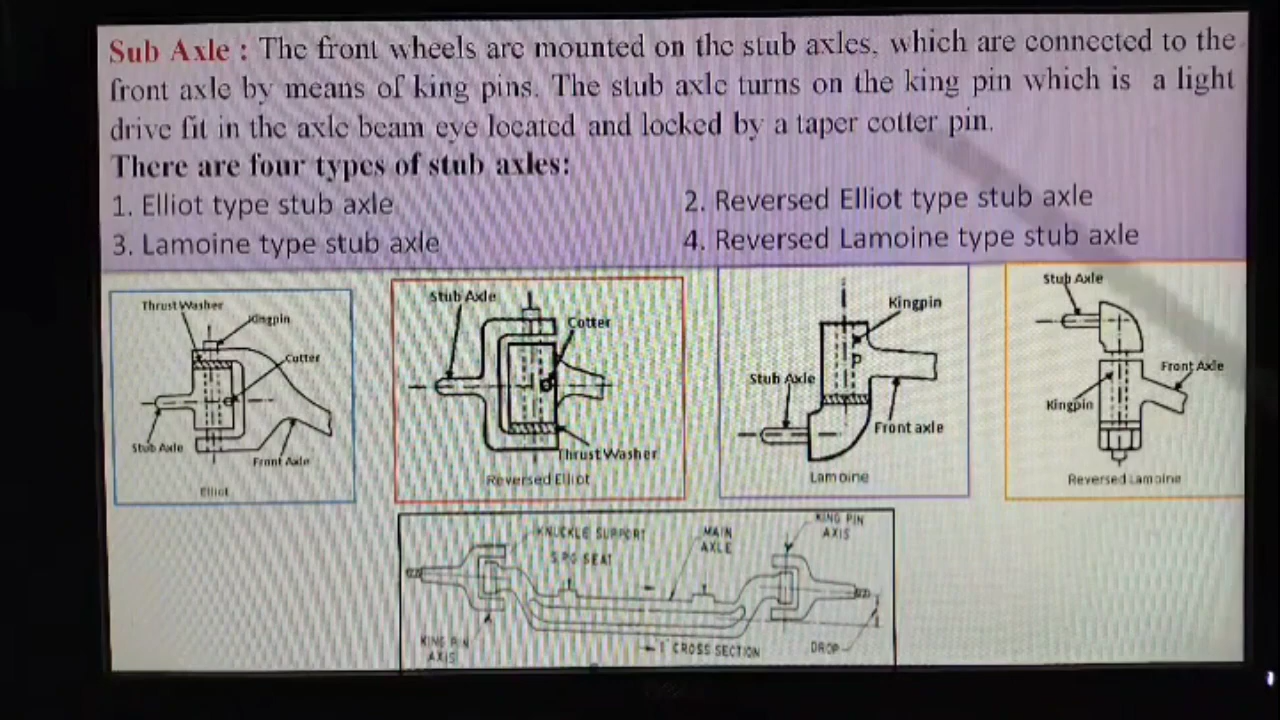 Sub Axle : The front wheels are mounted on the stub axles, which are connected to the
front axle by means of king pins. The stub axle turns on the king pin which is a light
drive fit in the axle beam eye located and locked by a taper cotter pin.
There are four types of stub axles:
1. Elliot type stub axle
2. Reversed Elliot type stub axle
3. Lamoine type stub axle
4. Reversed Lamoine type stub axle
Thrust Washer
Kingpin
Cotter
Stub Axle
Front Axle
Elliot
Stub Axle
Cotter
Thrust Washer
Reversed Elliot
Kingpin
Stub Axle
Front axle
Lamoine
Stub Axle
Front Axle
Kingpin
Reversed Lamoine
KNUCKLE SUPPORT
SPG SEAT
MAIN
AXLE
KING PIN
AXIS
KING PIN
AXIS
I CROSS SECTION
DROP